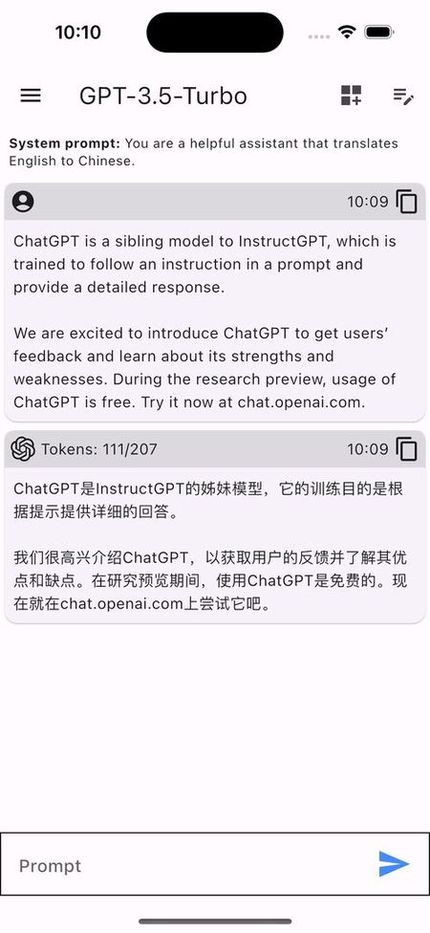 10:10
GPT-3.5-Turbo
System prompt: You are a helpful assistant that translates
English to Chinese.
10:09
ChatGPT is a sibling model to InstructGPT, which is
trained to follow an instruction in a prompt and
provide a detailed response.
We are excited to introduce ChatGPT to get users’
feedback and learn about its strengths and
weaknesses. During the research preview, usage of
ChatGPT is free. Try it now at chat.openai.com.
Tokens: 111/207 10:09
ChatGPT是InstructGPT的姊妹模型，它的训练目的是根
据提示提供详细的回答。
我们很高兴介绍ChatGPT，以获取用户的反馈并了解其优
点和缺点。在研究预览期间，使用ChatGPT是免费的。现
在就在chat.openai.com上尝试它吧。
Prompt